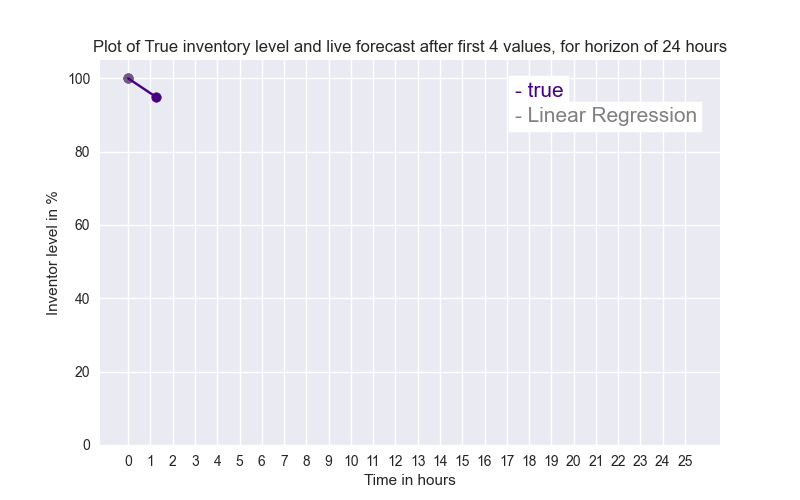 Plot of True inventory level and live forecast after first 4 values, for horizon of 24 hours
- true
- Linear Regression
100
80
60
40
20
0
Inventor level in %
0 1 2 3 4 5 6 7 8 9 10 11 12 13 14 15 16 17 18 19 20 21 22 23 24 25
Time in hours